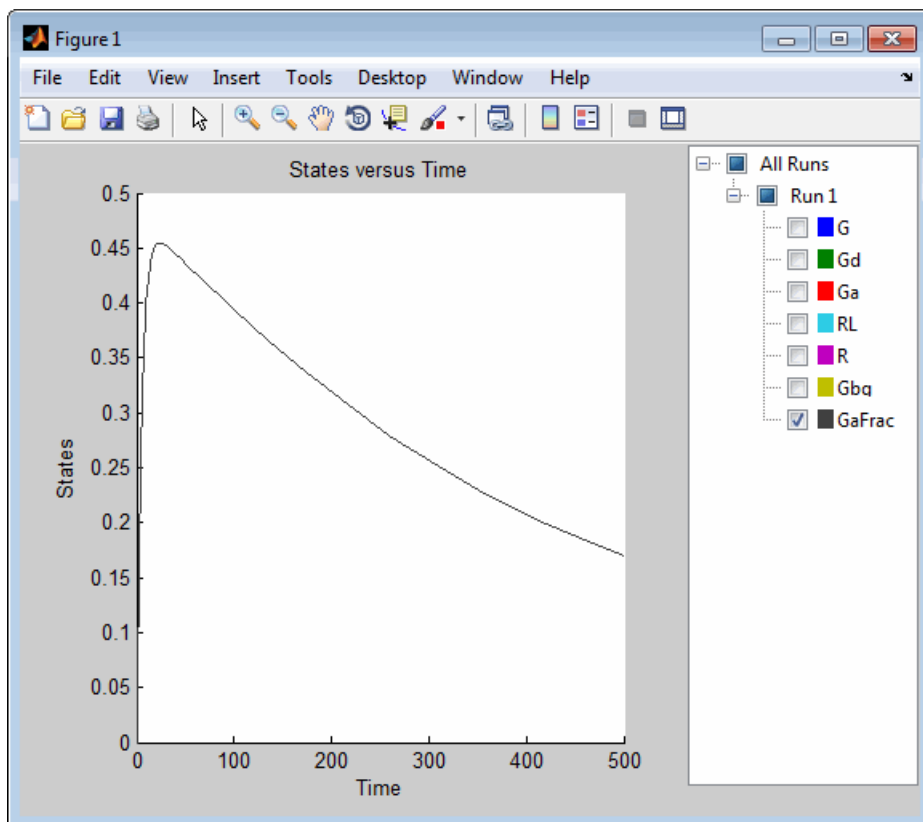 Figure 1
File Edit View Insert Tools Desktop Window Help
States versus Time
0.5
0.45
0.4
0.35
0.3
0.25
0.2
0.15
0.1
0.05
0
States
0 100 200 300 400 500
Time
All Runs
Run 1
G
Gd
Ga
RL
R
Gbg
GaFrac